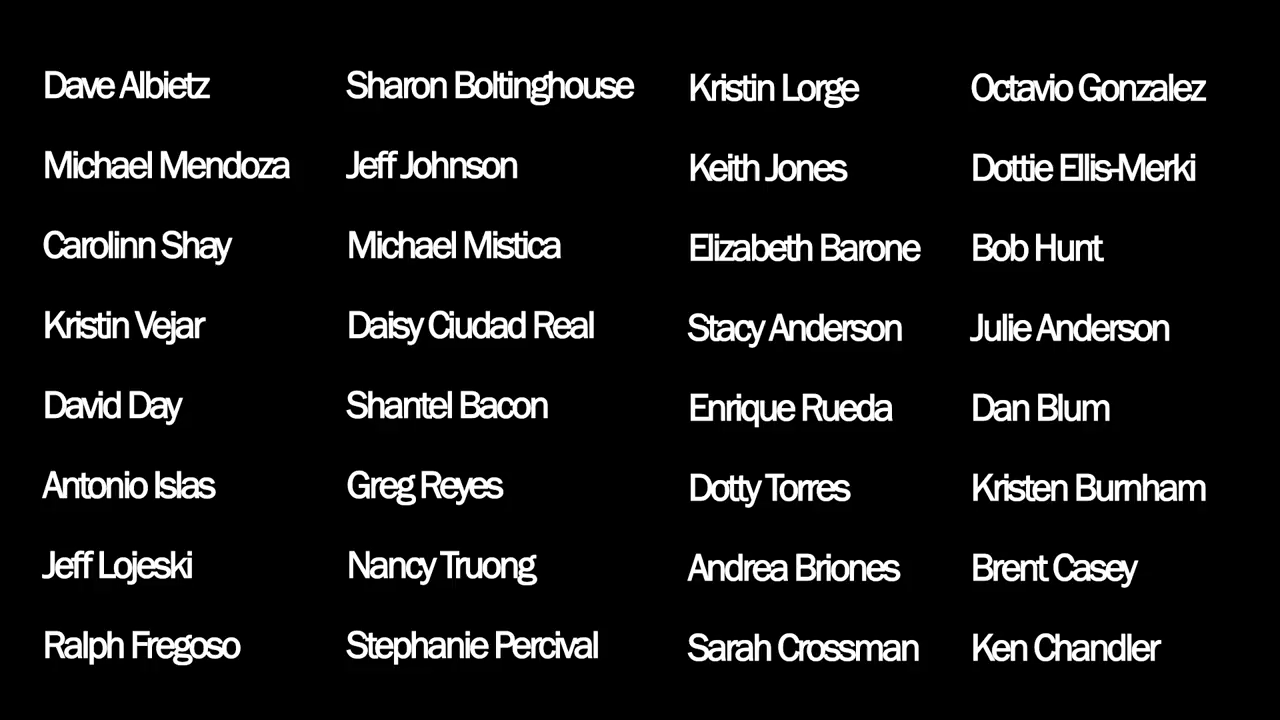 Dave Albietz
Michael Mendoza
Carolinn Shay
Kristin Vejar
David Day
Antonio Islas
Jeff Lojeski
Ralph Fregoso
Sharon Boltinghouse
Jeff Johnson
Michael Mistica
Daisy Ciudad Real
Shantel Bacon
Greg Reyes
Nancy Truong
Stephanie Percival
Kristin Lorge
Keith Jones
Elizabeth Barone
Stacy Anderson
Enrique Rueda
Dotty Torres
Andrea Briones
Sarah Crossman
Octavio Gonzalez
Dottie Ellis-Merki
Bob Hunt
Julie Anderson
Dan Blum
Kristen Burnham
Brent Casey
Ken Chandler